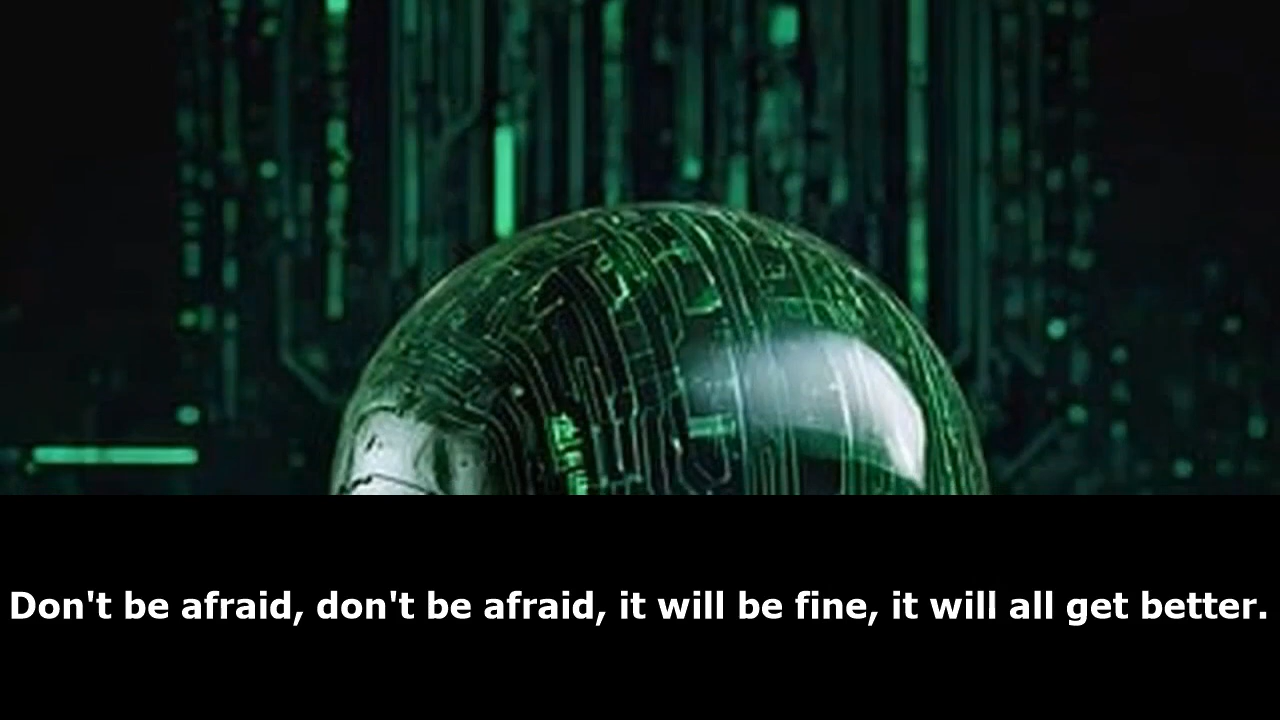 Don't be afraid, don't be afraid, it will be fine, it will all get better.